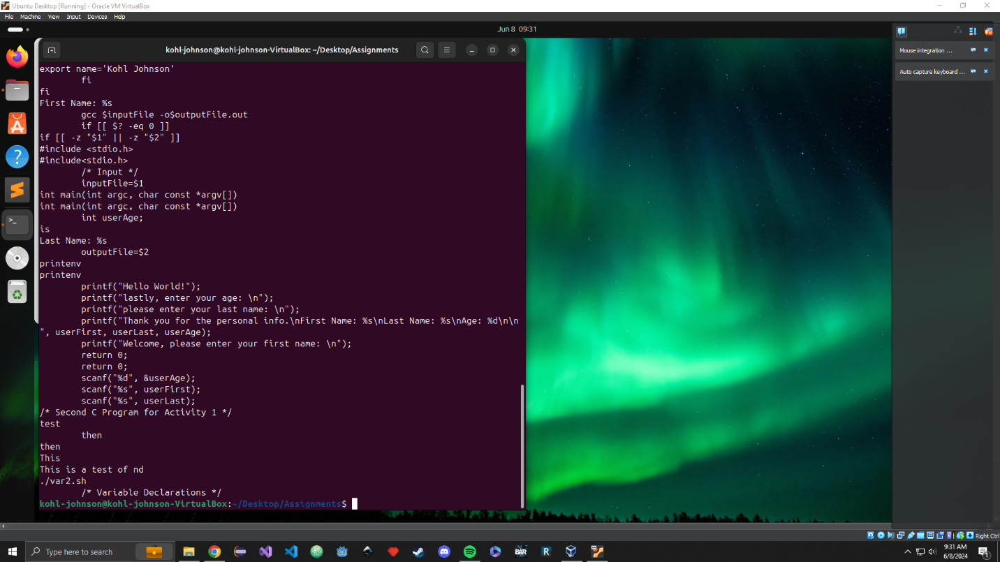 Ubuntu Desktop [Running] - Oracle VM VirtualBox
File Machine View Input Devices Help
Jun 8 09:31
kohl-johnson@kohl-johnson-VirtualBox: ~/Desktop/Assignments
Mouse integration ...
Auto capture keyboard ...
export name='Kohl Johnson'
fi
fi
First Name: %s
gcc $inputFile -o$outputFile.out
if [[ $? -eq 0 ]]
if [[ -z "$1" || -z "$2" ]]
#include <stdio.h>
#include<stdio.h>
/* Input */
inputFile=$1
int main(int argc, char const *argv[])
int main(int argc, char const *argv[])
int userAge;
is
Last Name: %s
outputFile=$2
printenv
printenv
printf("Hello World!");
printf("lastly, enter your age: \n");
printf("please enter your last name: \n");
printf("Thank you for the personal info.\nFirst Name: %s\nLast Name: %s\nAge: %d\n\n
", userFirst, userLast, userAge);
printf("Welcome, please enter your first name: \n");
return 0;
return 0;
scanf("%d", &userAge);
scanf("%s", userFirst);
scanf("%s", userLast);
/* Second C Program for Activity 1 */
test
then
then
This
This is a test of nd
./var2.sh
/* Variable Declarations */
kohl-johnson@kohl-johnson-VirtualBox:~/Desktop/Assignments$
Right Ctrl
Type here to search
BAR
R
9:31 AM
6/8/2024
1